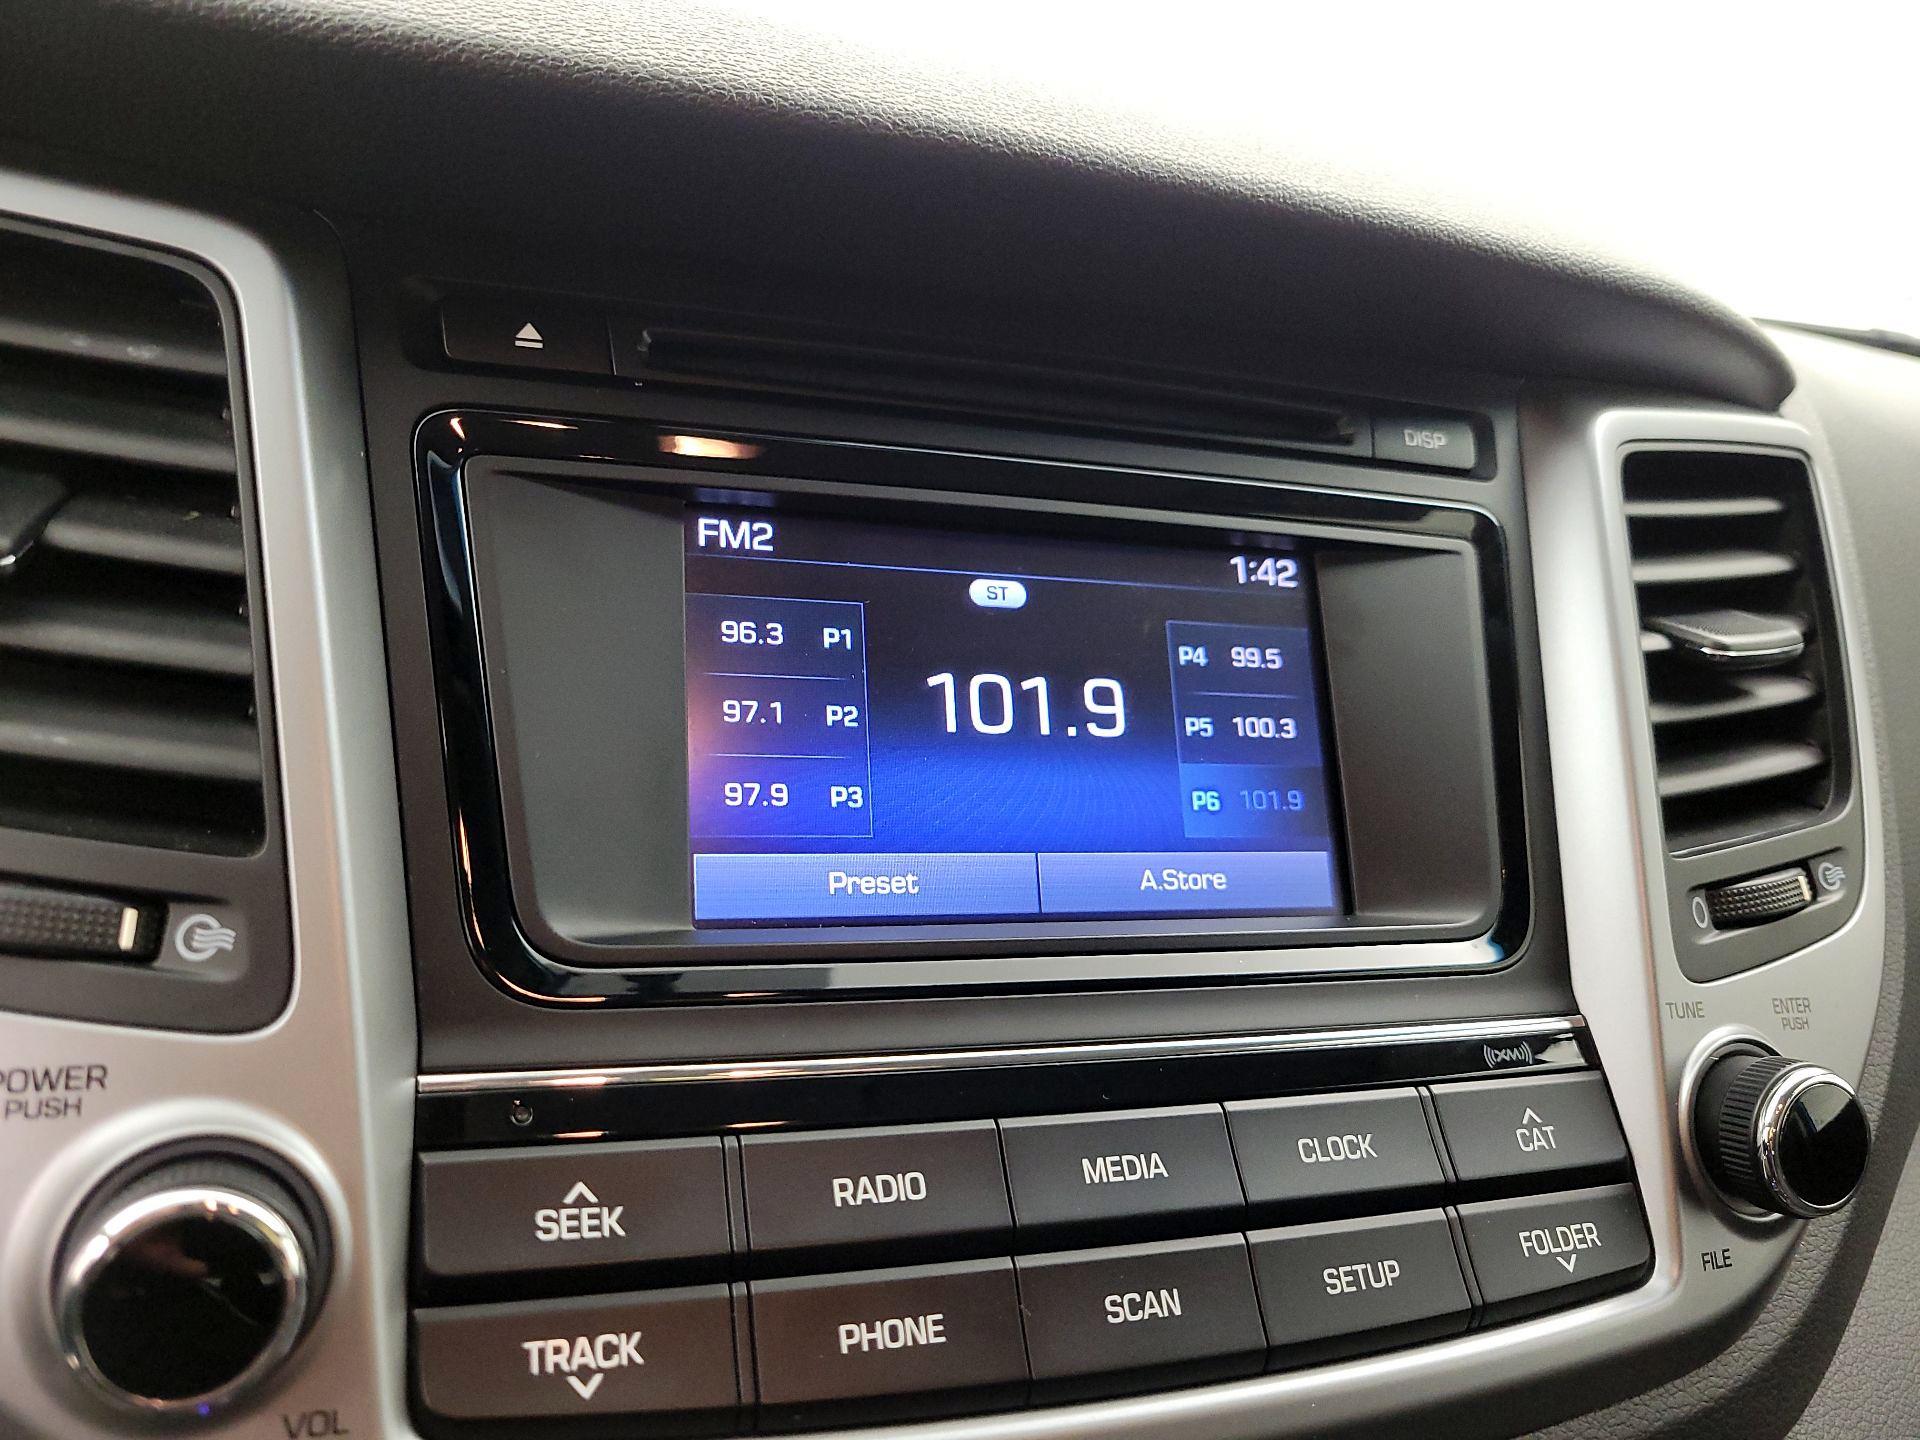 DISP
FM2
1:42
ST
96.3 P1
97.1 P2
97.9 P3
101.9
P4 99.5
P5 100.3
P6 101.9
Preset
A.Store
TUNE
ENTER
PUSH
XM
POWER
PUSH
SEEK
RADIO
MEDIA
CLOCK
CAT
TRACK
PHONE
SCAN
SETUP
FOLDER
FILE
VOL